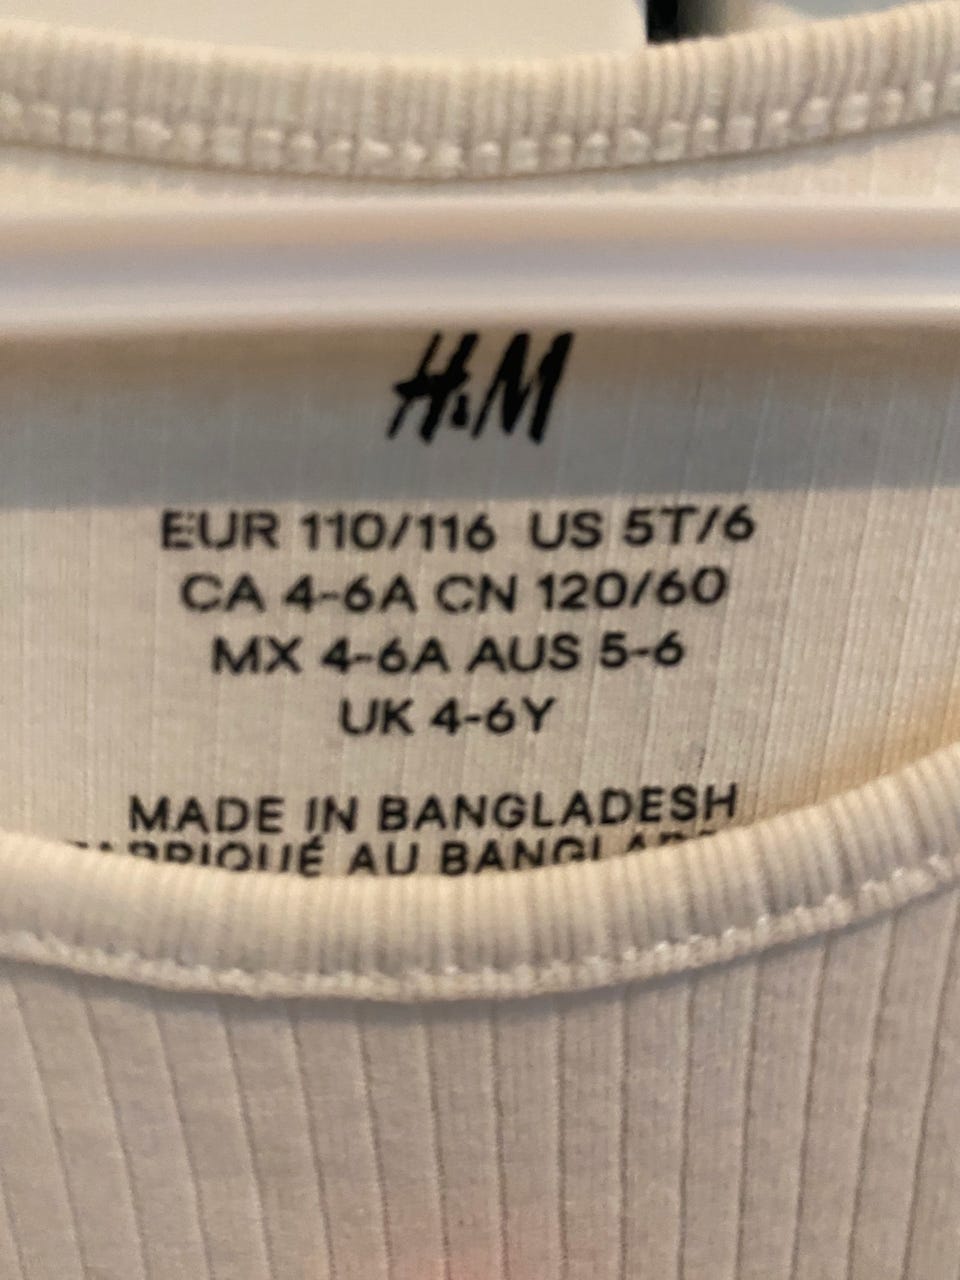 H&M
EUR 110/116 US 5T/6
CA 4-6A CN 120/60
MX 4-6A AUS 5-6
UK 4-6Y
MADE IN BANGLADESH
AU